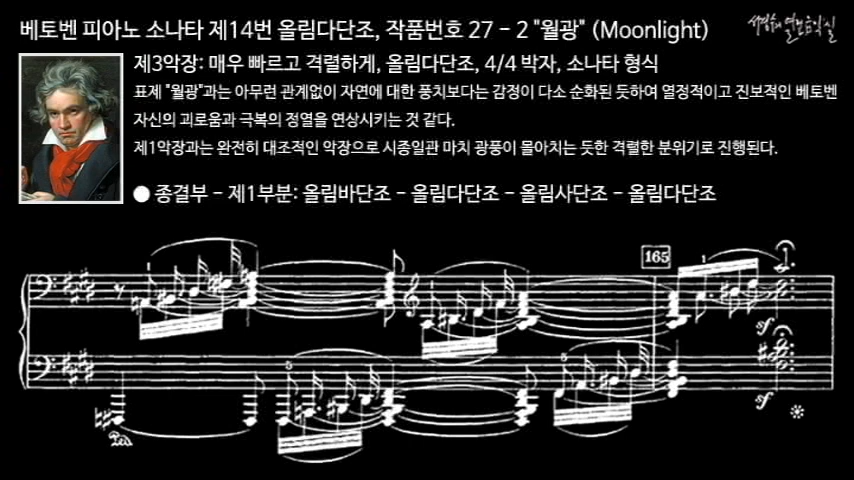 베토벤 피아노 소나타 제14번 올림다단조, 작품번호 27 - 2 "월광" (Moonlight)
제3악장: 매우 빠르고 격렬하게, 올림다단조, 4/4 박자, 소나타 형식
표제 "월광"과는 아무런 관계없이 자연에 대한 풍치보다는 감정이 다소 순화된 듯하여 열정적이고 진보적인 베토벤
자신의 괴로움과 극복의 정열을 연상시키는 것 같다.
제1악장과는 완전히 대조적인 악장으로 시종일관 마치 광풍이 몰아치는 듯한 격렬한 분위기로 진행된다.
● 종결부 - 제1부분: 올림바단조 - 올림다단조 - 올림사단조 - 올림다단조
165
1
sf
5
5
sf
Ped